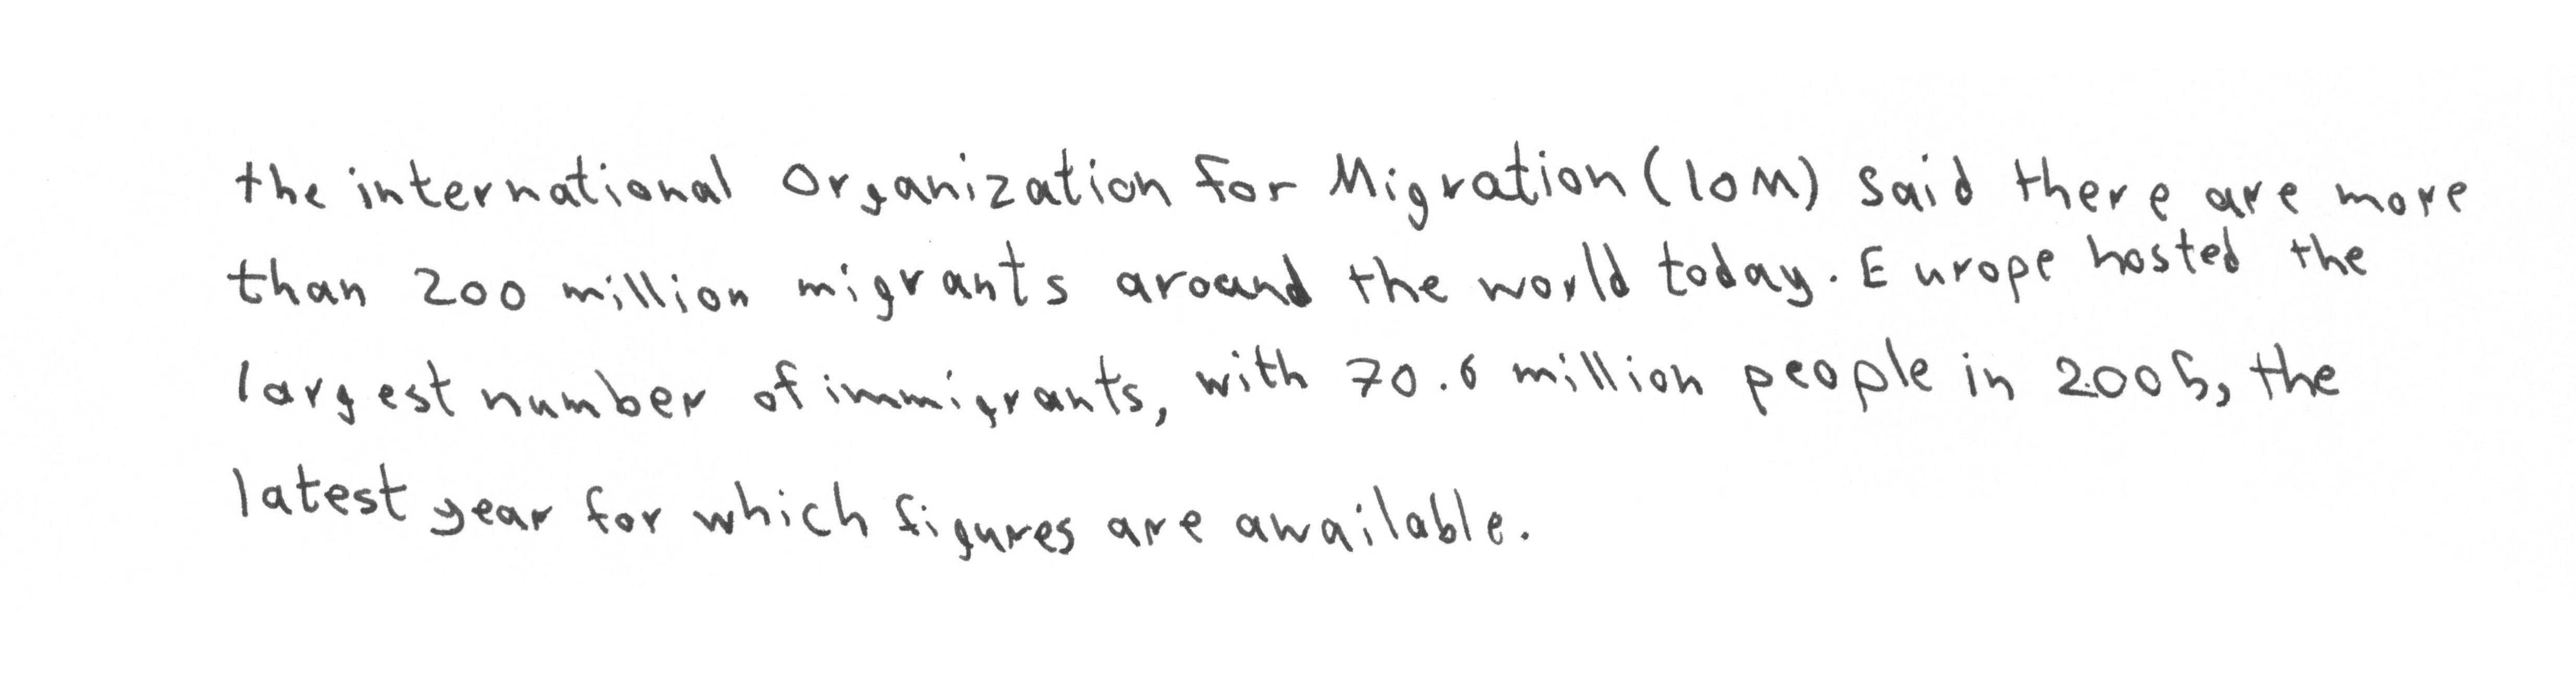 the international Organization for Migration (IOM) said there are more
than 200 million migrants around the world today. Europe hosted the
largest number of immigrants, with 70.6 million people in 2005, the
latest year for which figures are available.